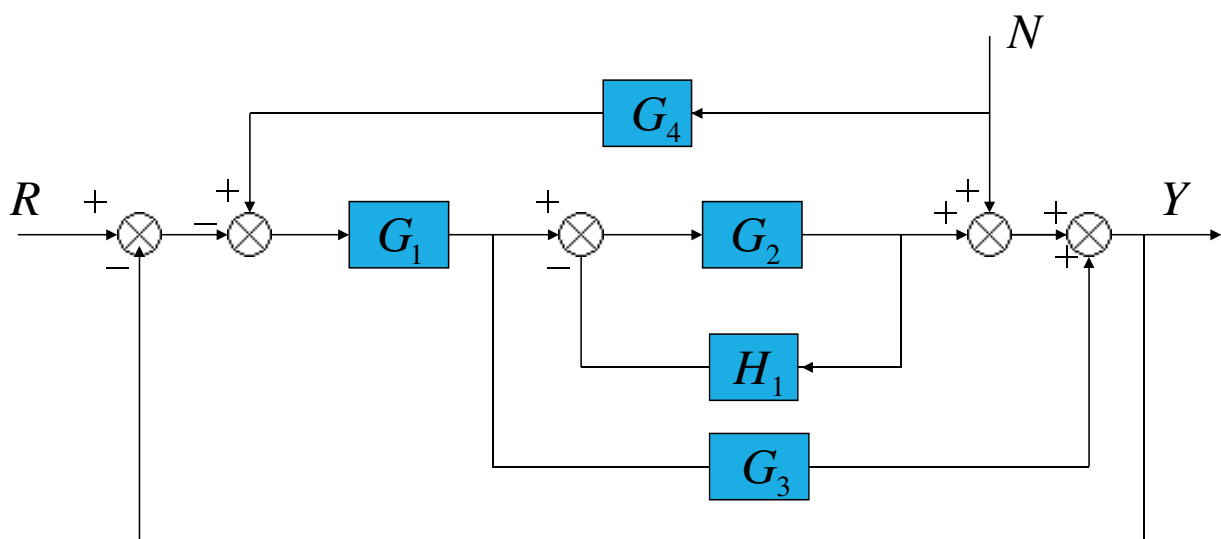 N
G₄
+ + +
R + − + + + Y
G₁ G₂
− − +
H₁
G₃